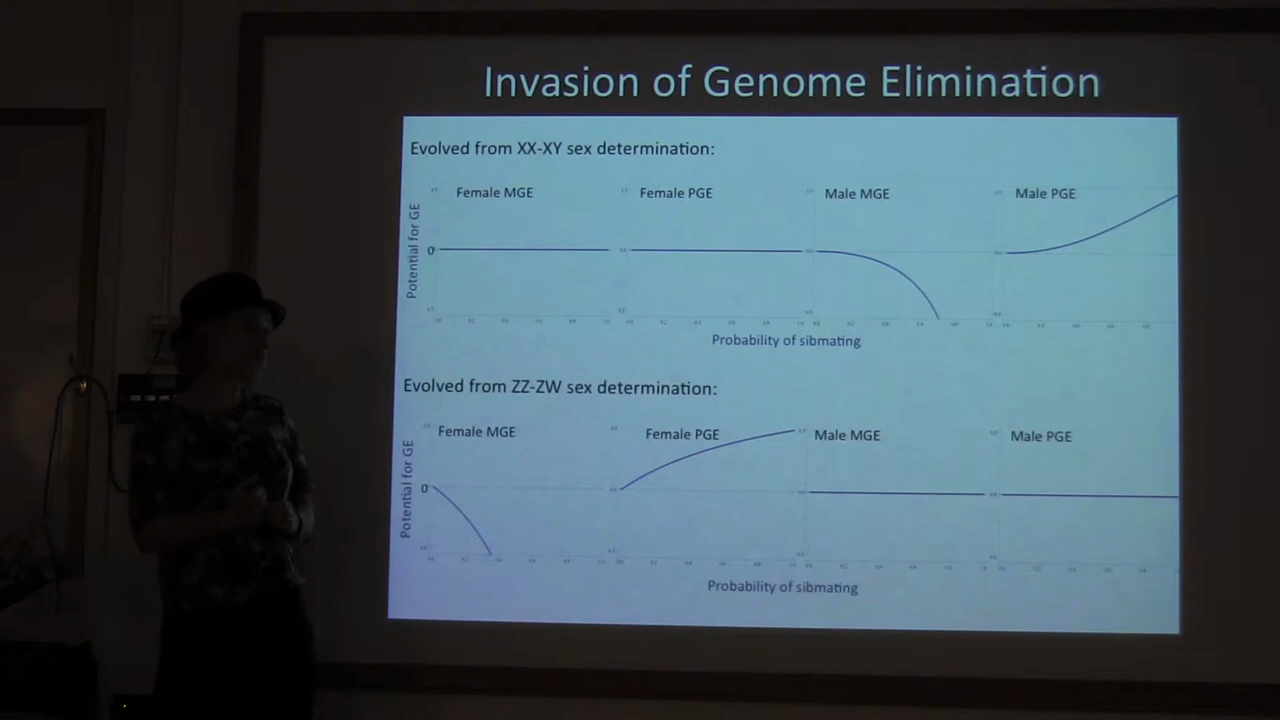 Invasion of Genome Elimination
Evolved from XX-XY sex determination:
Female MGE
Female PGE
Male MGE
Male PGE
Potential for GE
0
Probability of sibmating
Evolved from ZZ-ZW sex determination:
Female MGE
Female PGE
Male MGE
Male PGE
Potential for GE
0
Probability of sibmating